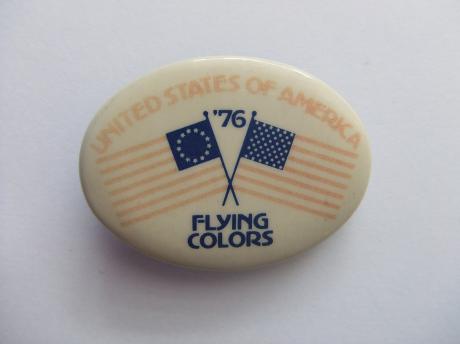 UNITED STATES OF AMERICA
'76
FLYING
COLORS